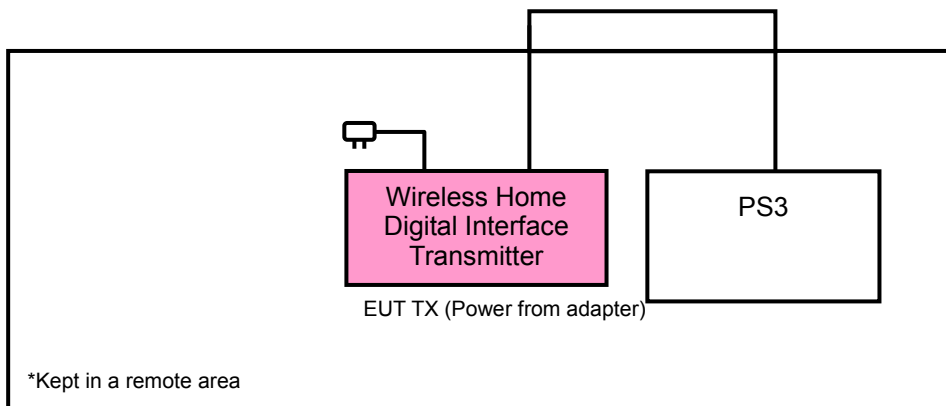 Wireless Home
Digital Interface
Transmitter
PS3
EUT TX (Power from adapter)
*Kept in a remote area